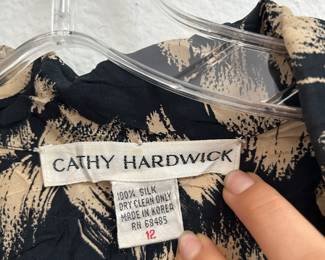 CATHY HARDWICK
100% SILK
DRY CLEAN ONLY
MADE IN KOREA
RN 68485
12